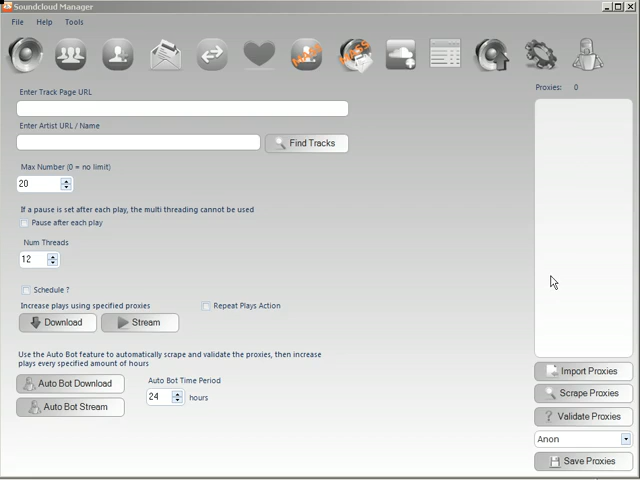 Soundcloud Manager
File Help Tools
Enter Track Page URL
Proxies: 0
Enter Artist URL / Name
Find Tracks
Max Number (0 = no limit)
20
If a pause is set after each play, the multi threading cannot be used
Pause after each play
Num Threads
12
Schedule ?
Increase plays using specified proxies
Repeat Plays Action
Download
Stream
Use the Auto Bot feature to automatically scrape and validate the proxies, then increase
plays every specified amount of hours
Auto Bot Download
Auto Bot Time Period
24 hours
Auto Bot Stream
Import Proxies
Scrape Proxies
Validate Proxies
Anon
Save Proxies